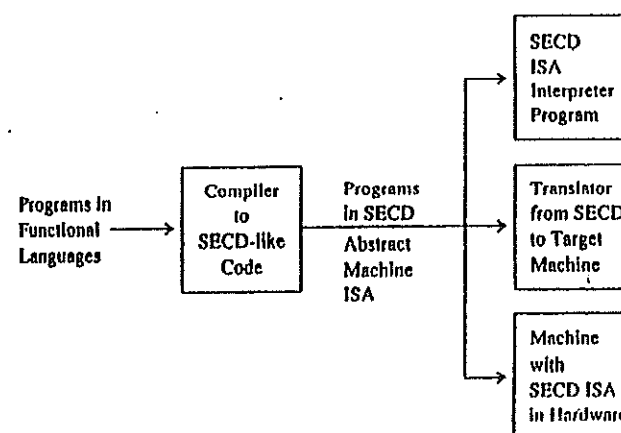 Programs in
Functional
Languages
Compiler
to
SECD-like
Code
Programs
in SECD
Abstract
Machine
ISA
SECD
ISA
Interpreter
Program
Translator
from SECD
to Target
Machine
Machine
with
SECD ISA
in Hardware